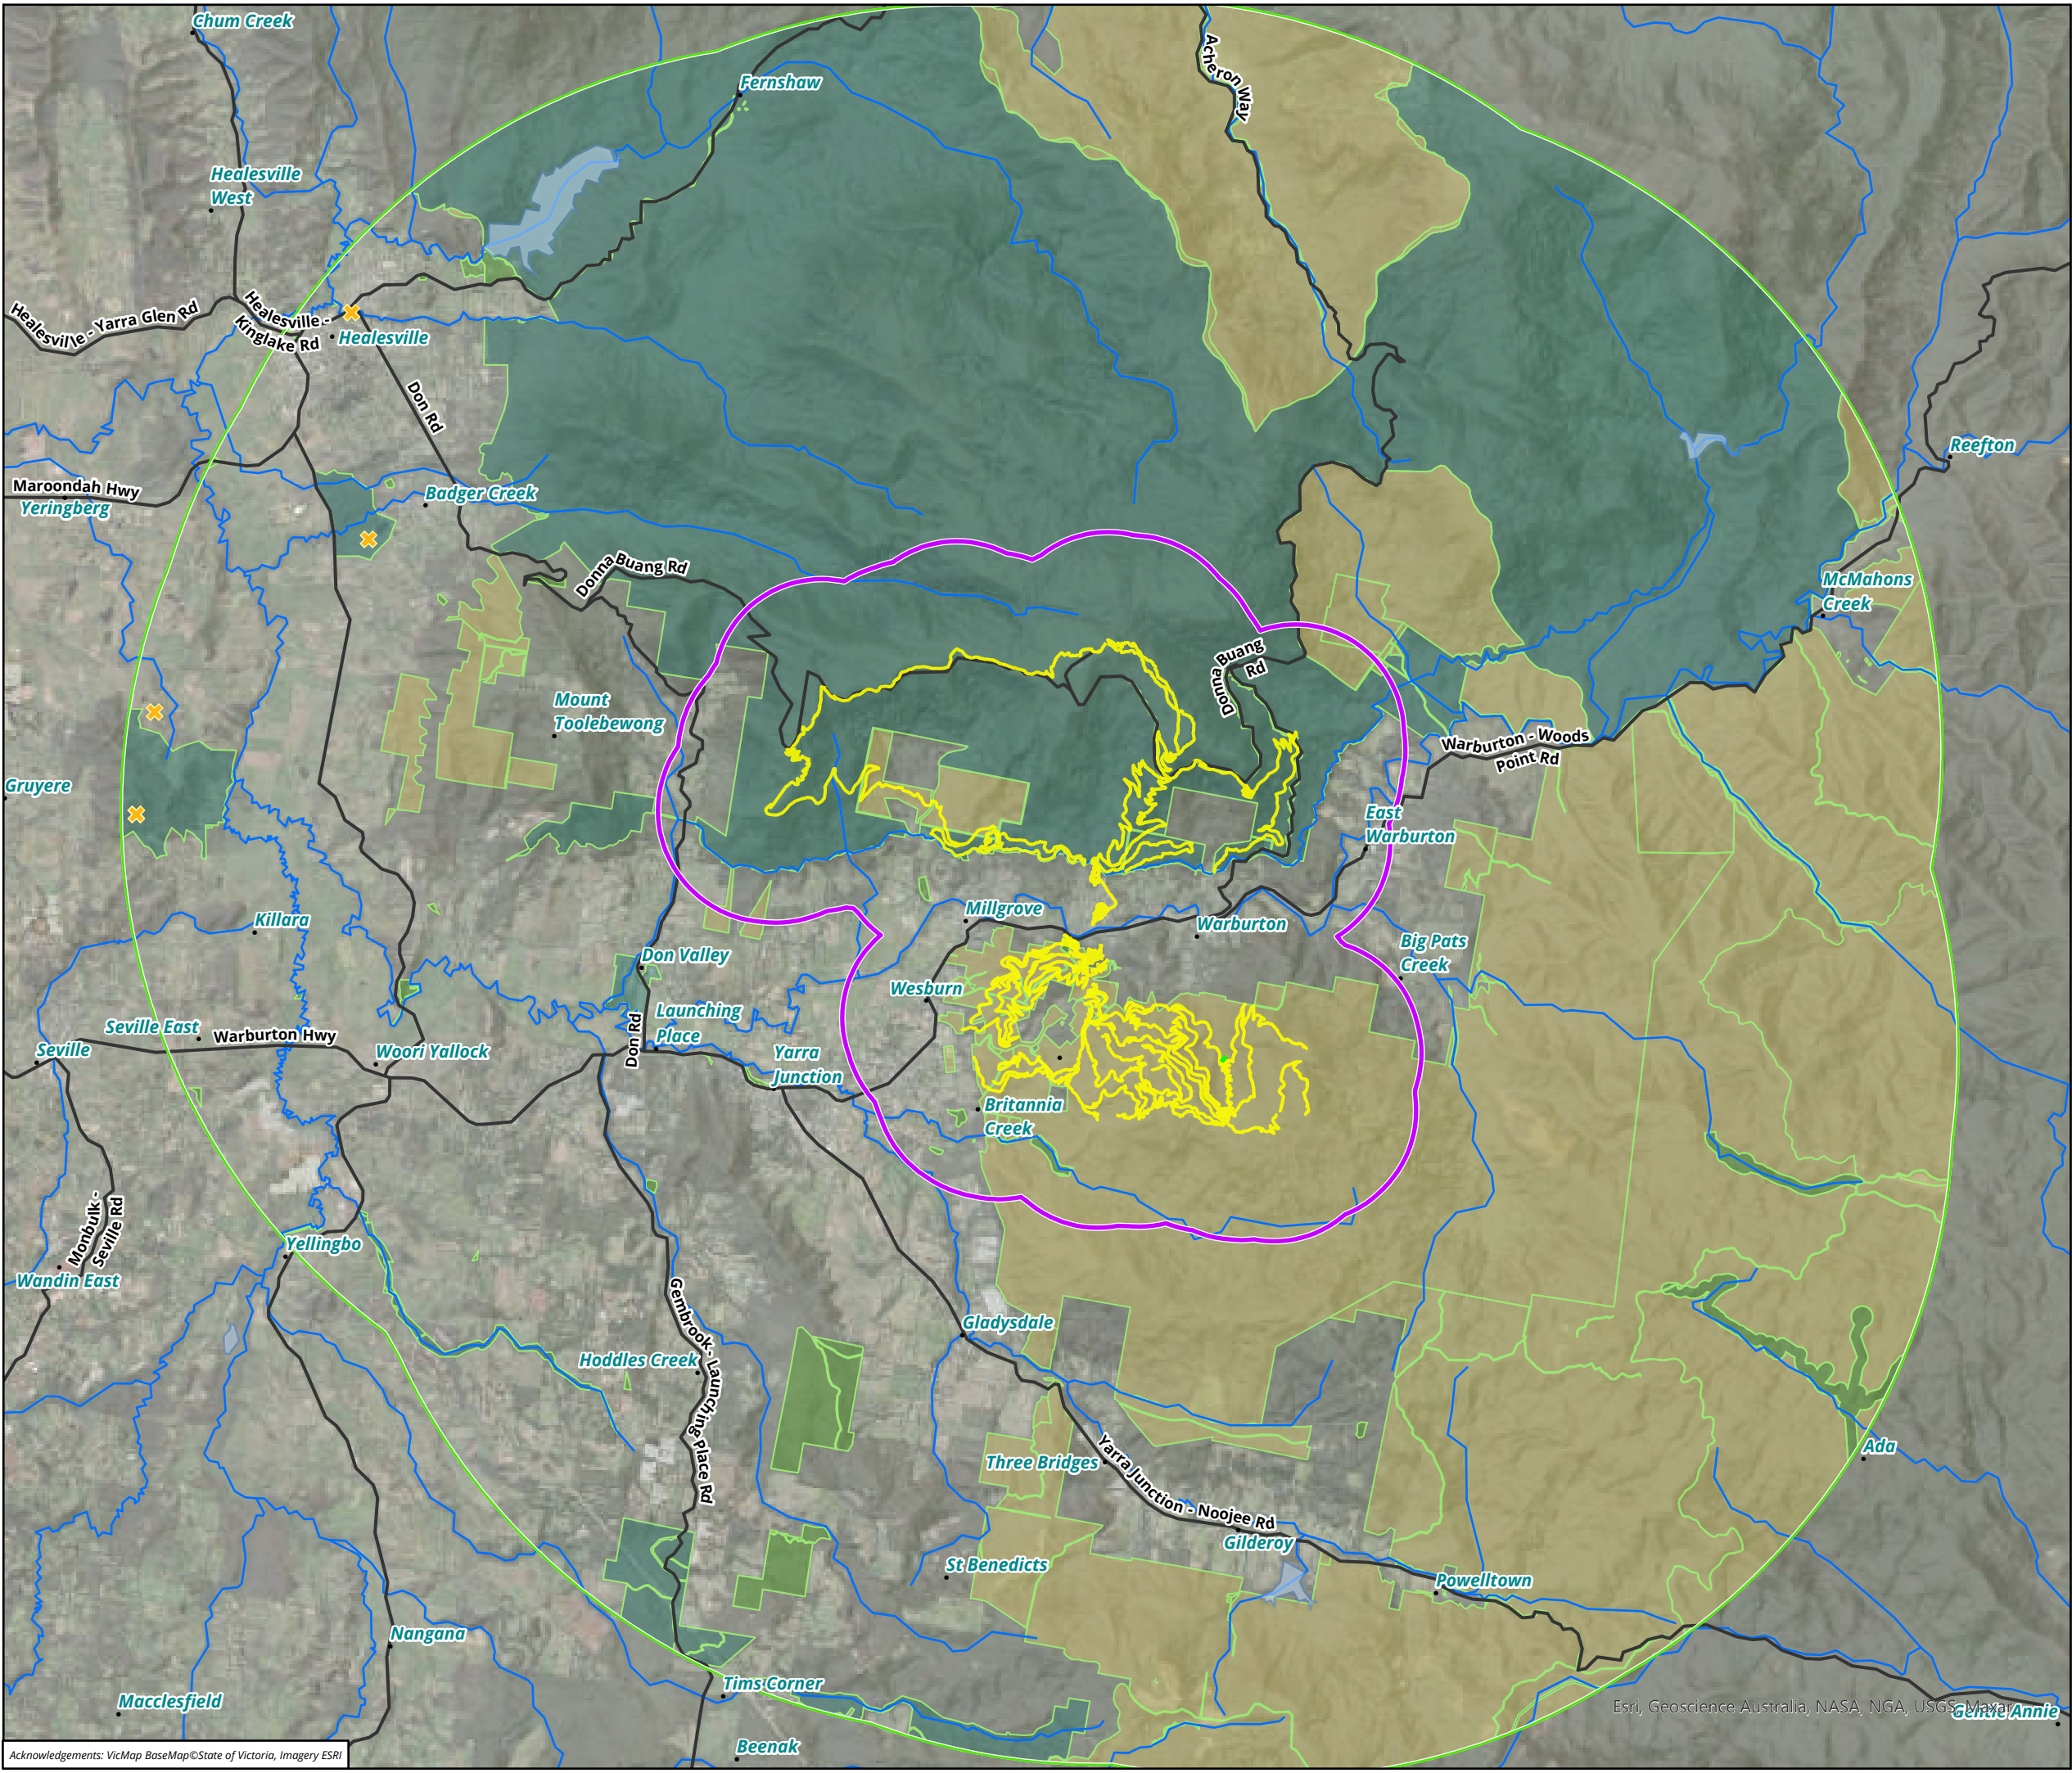 Chum Creek
Fernshaw
Acheron Way
Healesville
West
Healesville - Yarra Glen Rd
Healesville -
Kinglake Rd
Healesville
Don Rd
Maroondah Hwy
Yeringberg
Badger Creek
Reefton
Donna Buang Rd
McMahons
Creek
Mount
Toolebewong
Donna Buang
Rd
Warburton - Woods
Point Rd
Gruyere
East
Warburton
Killara
Millgrove
Warburton
Don Valley
Big Pats
Creek
Wesburn
Launching
Place
Seville East
Warburton Hwy
Don Rd
Seville
Woori Yallock
Yarra
Junction
Britannia
Creek
Monbulk -
Seville Rd
Yellingbo
Wandin East
Gembrook - Launching Place Rd
Gladysdale
Hoddles Creek
Ada
Three Bridges
Yarra Junction - Noojee Rd
Gilderoy
St Benedicts
Powelltown
Nangana
Tims Corner
Macclesfield
Esri, Geoscience Australia, NASA, NGA, USGS, Maxar
Gentle Annie
Beenak
Acknowledgements: VicMap BaseMap©State of Victoria, Imagery ESRI